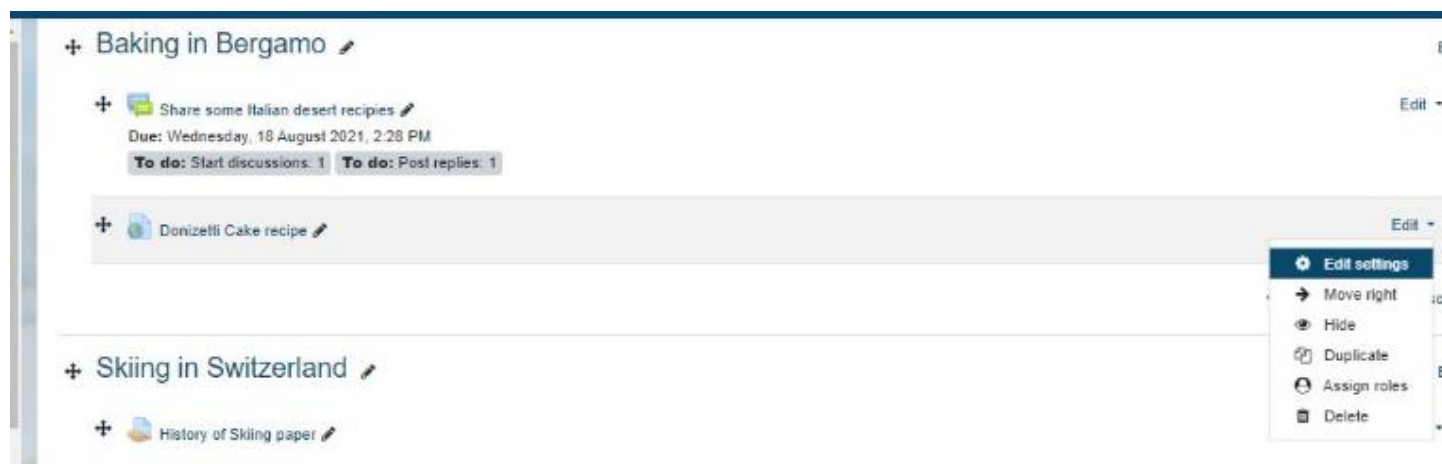 Baking in Bergamo
Share some Italian desert recipies
Edit
Due: Wednesday, 18 August 2021, 2:28 PM
To do: Start discussions: 1 To do: Post replies: 1
Donizetti Cake recipe
Edit
Edit settings
Move right
Hide
Duplicate
Assign roles
Delete
Skiing in Switzerland
History of Skiing paper